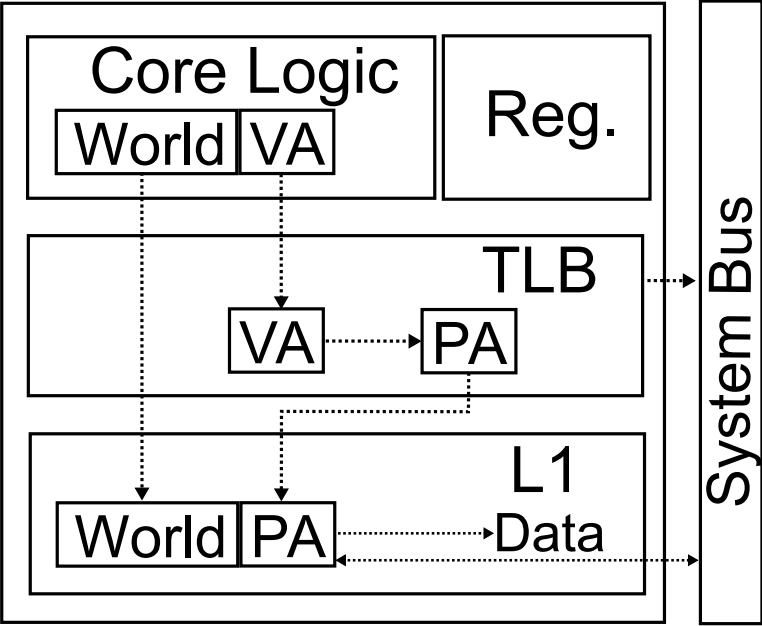 Core Logic
World VA
Reg.
TLB
VA PA
L1
World PA
Data
System Bus